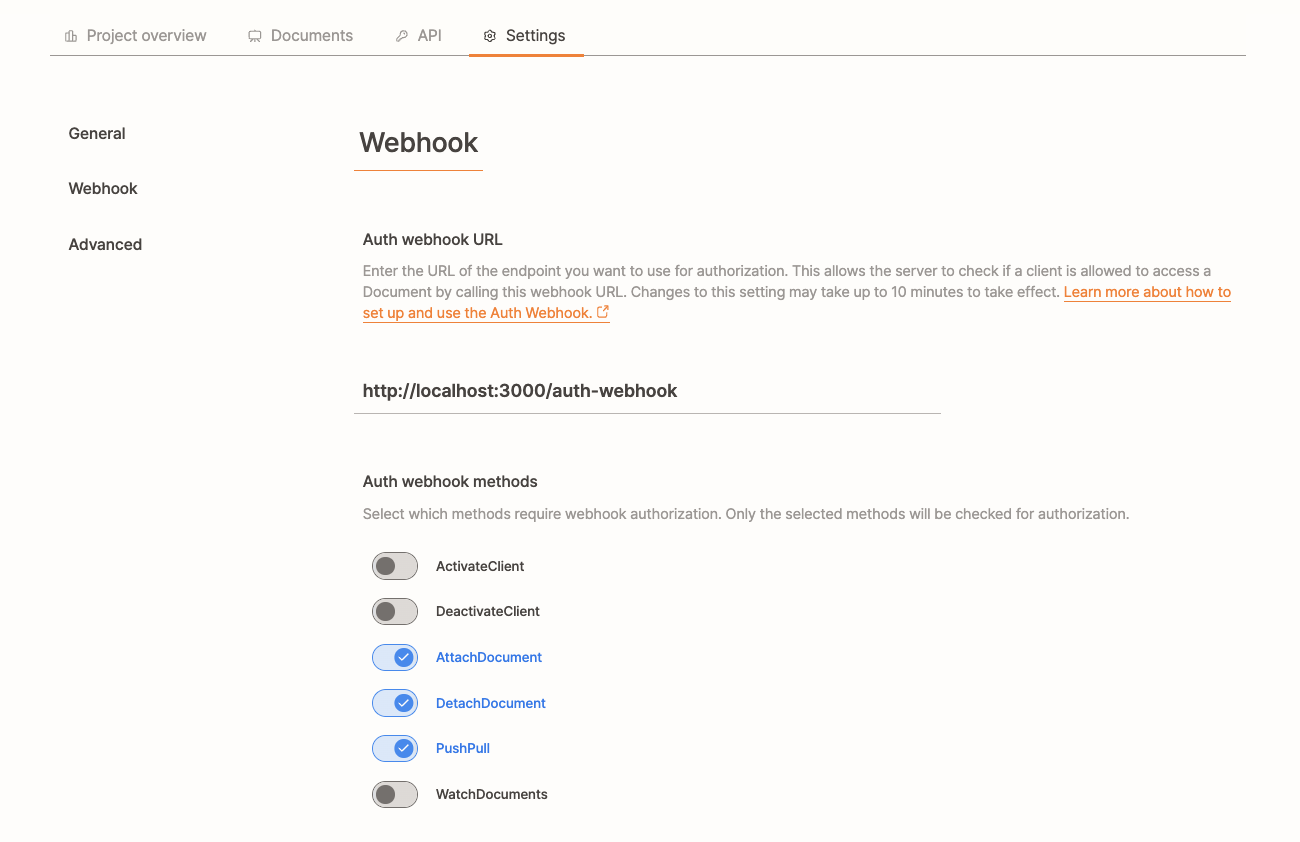 Project overview
Documents
API
Settings
General
Webhook
Advanced
Webhook
Auth webhook URL
Enter the URL of the endpoint you want to use for authorization. This allows the server to check if a client is allowed to access a
Document by calling this webhook URL. Changes to this setting may take up to 10 minutes to take effect. Learn more about how to
set up and use the Auth Webhook.
http://localhost:3000/auth-webhook
Auth webhook methods
Select which methods require webhook authorization. Only the selected methods will be checked for authorization.
ActivateClient
DeactivateClient
AttachDocument
DetachDocument
PushPull
WatchDocuments